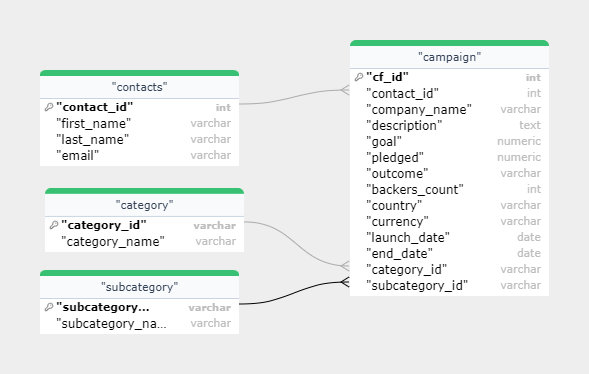 "contacts"
"contact_id" int
"first_name" varchar
"last_name" varchar
"email" varchar
"category"
"category_id" varchar
"category_name" varchar
"subcategory"
"subcategory... varchar
"subcategory_na... varchar
"campaign"
"cf_id" int
"contact_id" int
"company_name" varchar
"description" text
"goal" numeric
"pledged" numeric
"outcome" varchar
"backers_count" int
"country" varchar
"currency" varchar
"launch_date" date
"end_date" date
"category_id" varchar
"subcategory_id" varchar